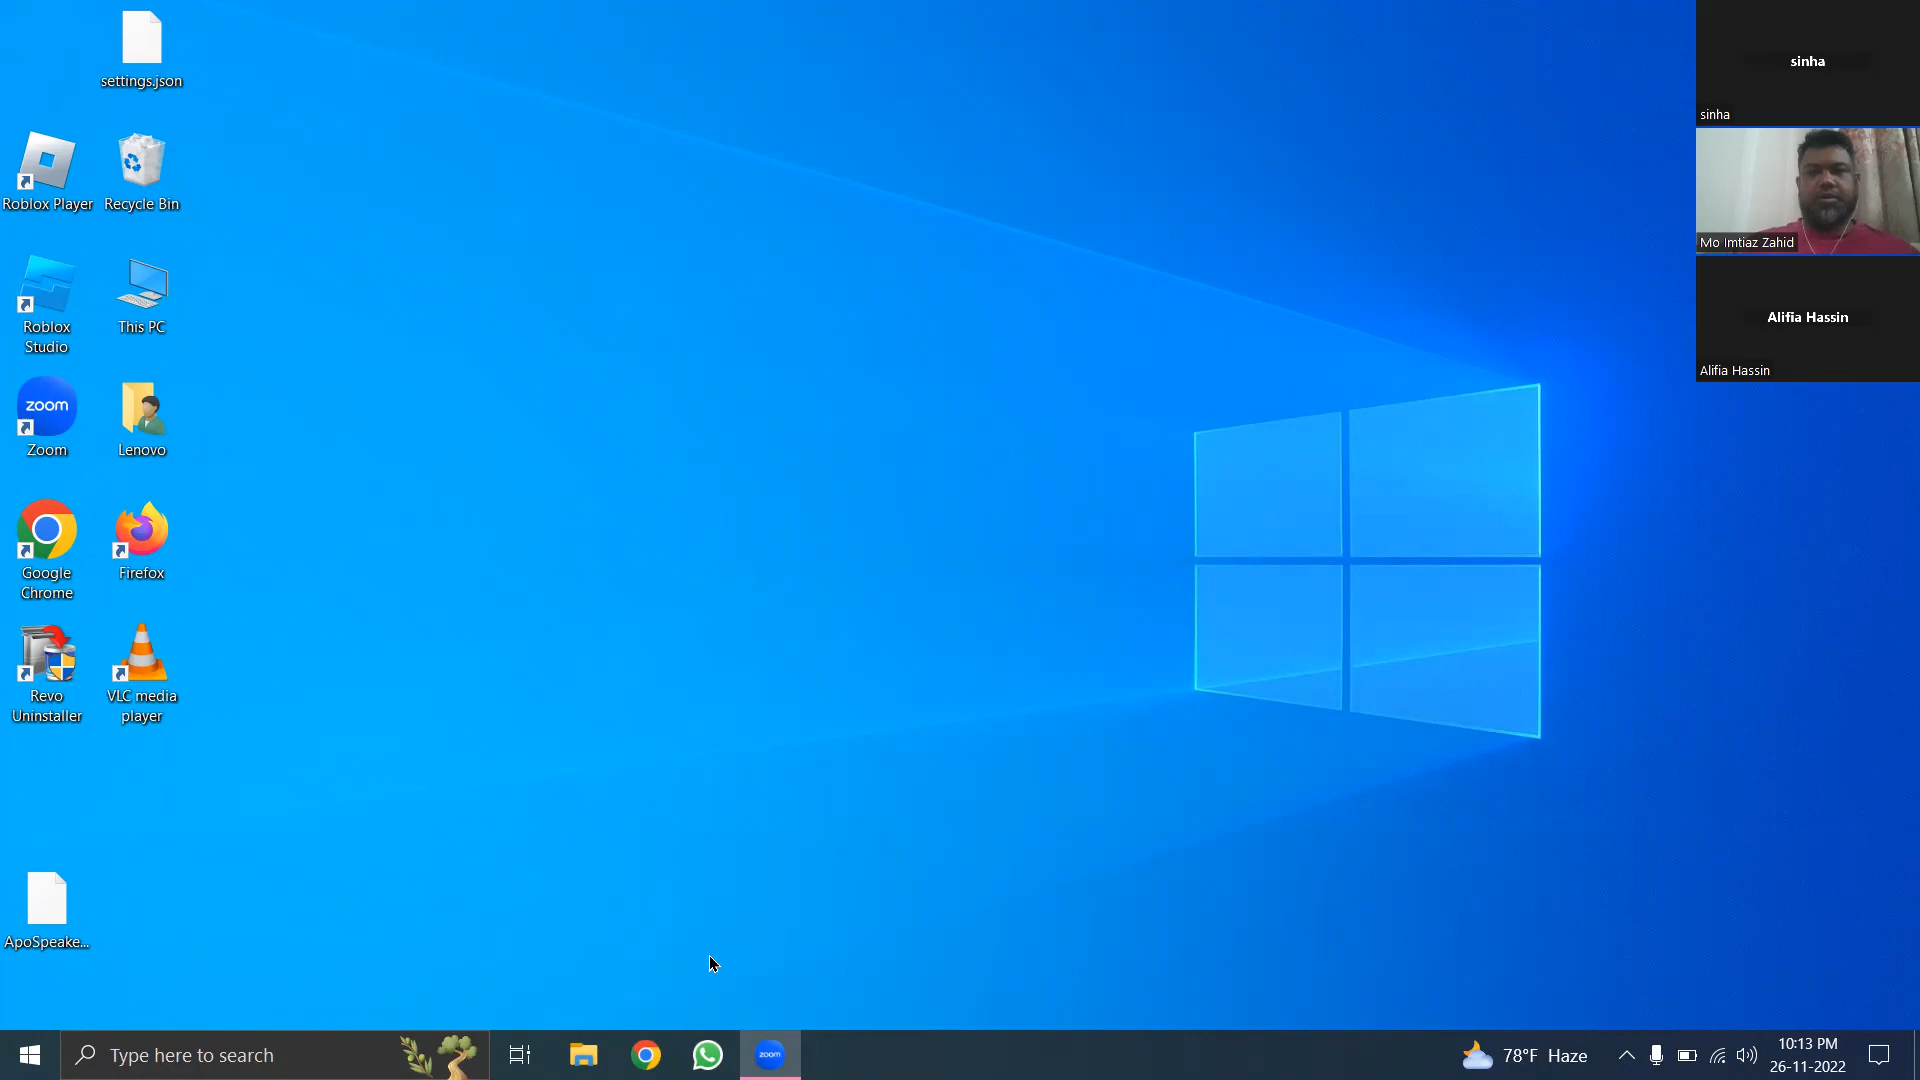 settings.json
Roblox Player
Recycle Bin
Roblox
Studio
This PC
zoom
Zoom
Lenovo
Google
Chrome
Firefox
Revo
Uninstaller
VLC media
player
ApoSpeake...
sinha
sinha
Mo Imtiaz Zahid
Alifia Hassin
Alifia Hassin
Type here to search
zoom
78°F Haze
10:13 PM
26-11-2022